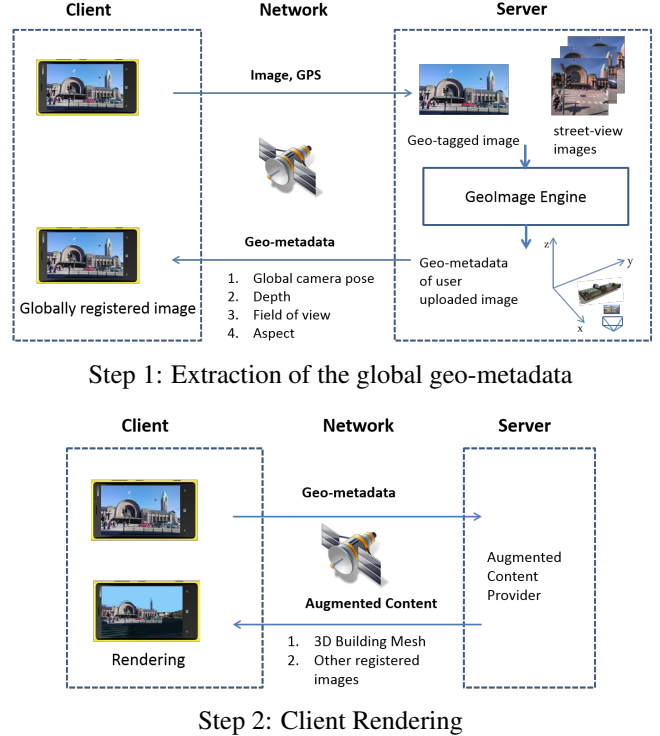 Client
Network
Server
Image, GPS
Geo-tagged image
street-view
images
GeoImage Engine
Geo-metadata
1. Global camera pose
2. Depth
3. Field of view
4. Aspect
Globally registered image
Geo-metadata
of user
uploaded image
z
y
x
Step 1: Extraction of the global geo-metadata
Client
Network
Server
Geo-metadata
Augmented
Content
Provider
Augmented Content
1. 3D Building Mesh
2. Other registered
images
Rendering
Step 2: Client Rendering